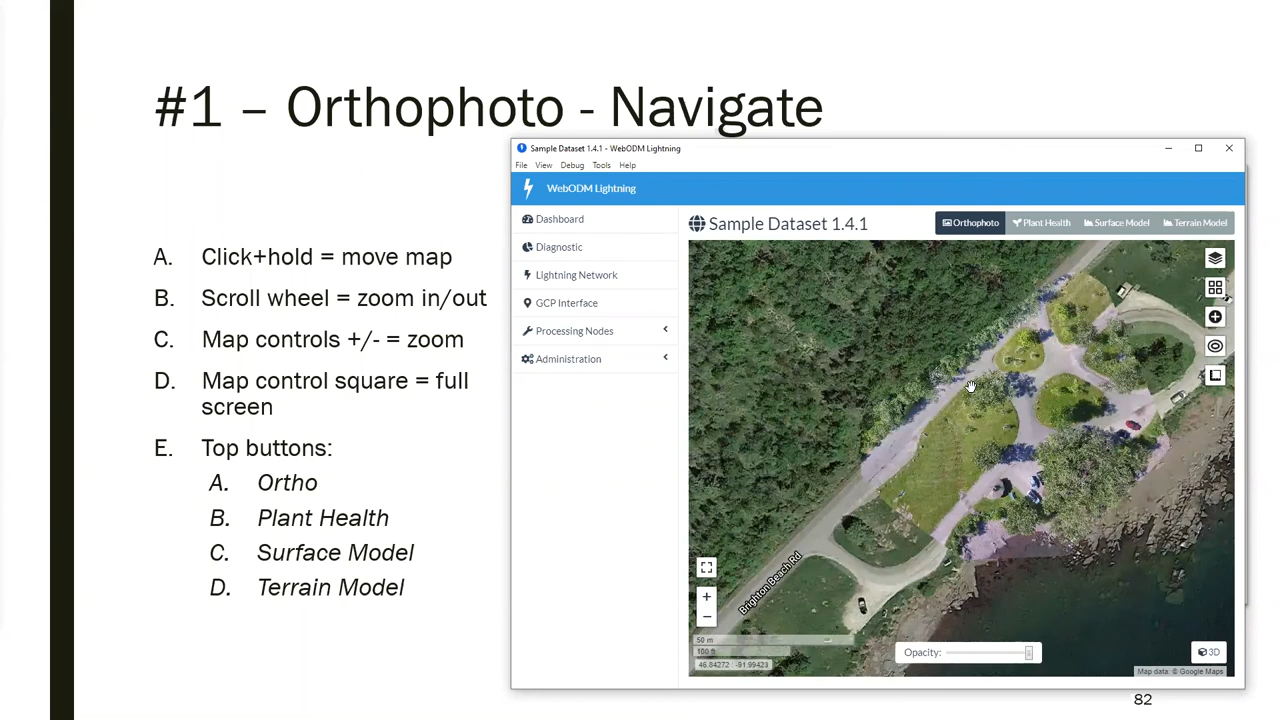 #1 – Orthophoto - Navigate
A. Click+hold = move map
B. Scroll wheel = zoom in/out
C. Map controls +/- = zoom
D. Map control square = full
screen
E. Top buttons:
A. Ortho
B. Plant Health
C. Surface Model
D. Terrain Model
Sample Dataset 1.4.1 - WebODM Lightning
File View Debug Tools Help
WebODM Lightning
Dashboard
Diagnostic
Lightning Network
GCP Interface
Processing Nodes
Administration
Sample Dataset 1.4.1
Orthophoto Plant Health Surface Model Terrain Model
Brighton Beach Rd
+
−
50 m
100 ft
46.84272 : -91.99423
Opacity:
3D
Map data: © Google Maps
82